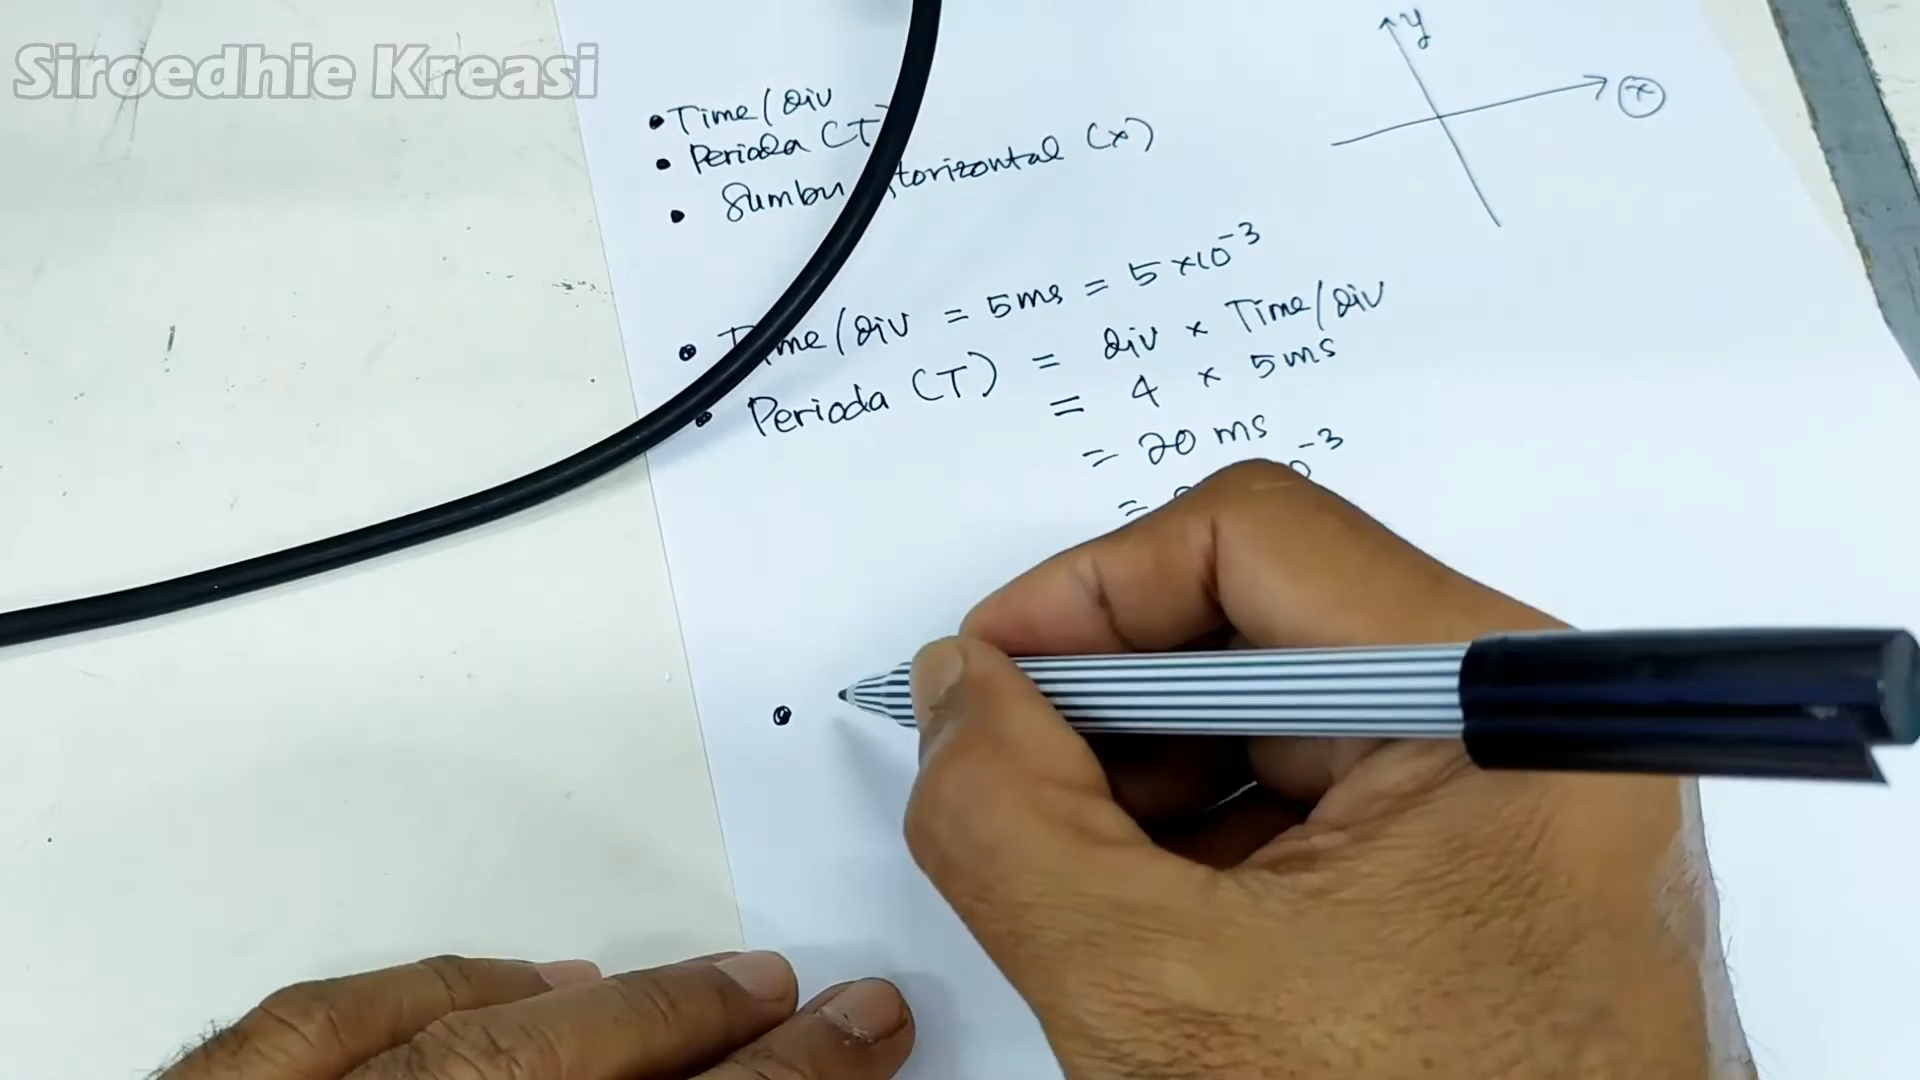 Siroedhie Kreasi
y
x
• Time/div
• Perioda (T)
• Sumbu Horizontal (x)
• Time/div = 5ms = 5 x 10⁻³
• Perioda (T) = div x Time/div
= 4 x 5ms
= 20 ms
= ⁻³
•